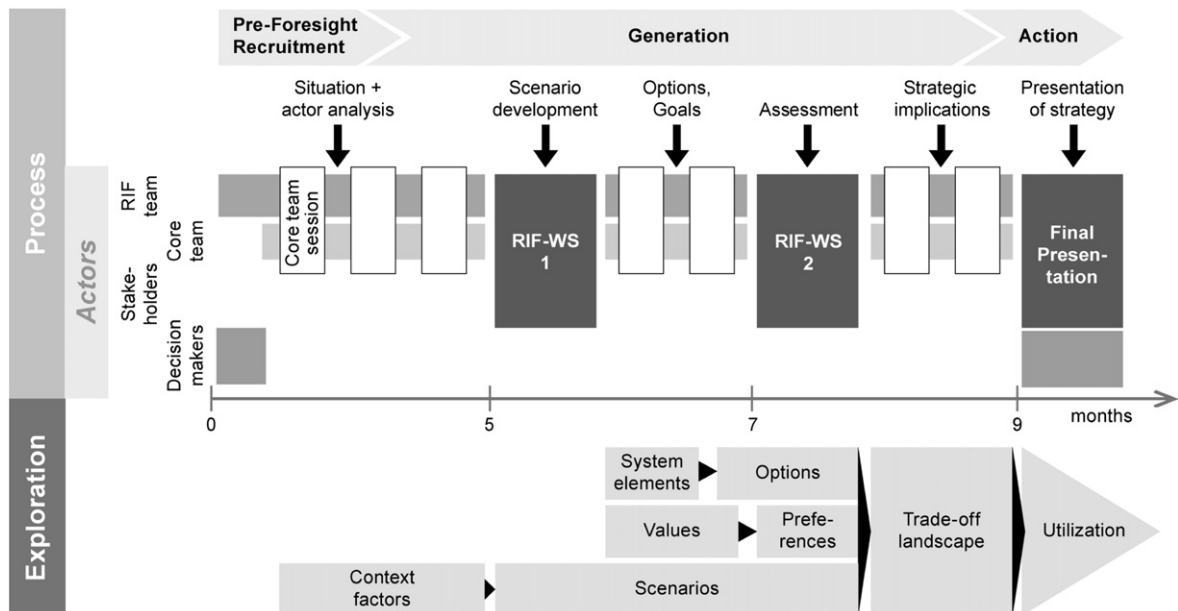 Pre-Foresight
Recruitment
Generation
Action
Situation +
actor analysis
Scenario
development
Options,
Goals
Assessment
Strategic
implications
Presentation
of strategy
Process
Actors
RIF
team
Core
team
Stake-
holders
Decision
makers
Core team
session
RIF-WS
1
RIF-WS
2
Final
Presen-
tation
0
5
7
9
months
Exploration
System
elements
Options
Values
Prefe-
rences
Context
factors
Scenarios
Trade-off
landscape
Utilization